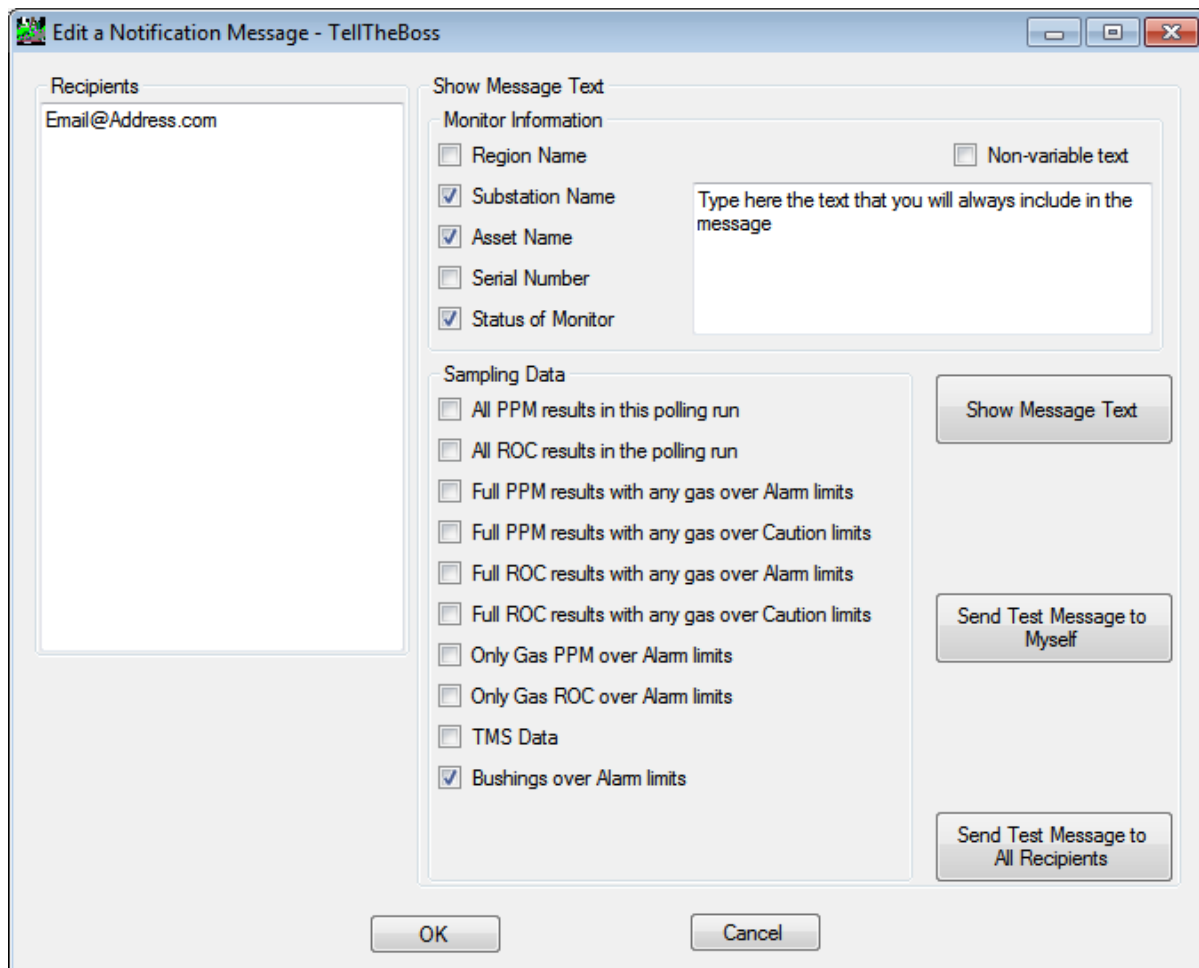 Edit a Notification Message - TellTheBoss
Recipients
Email@Address.com
Show Message Text
Monitor Information
Region Name
Non-variable text
Substation Name
Asset Name
Serial Number
Status of Monitor
Type here the text that you will always include in the
message
Sampling Data
All PPM results in this polling run
All ROC results in the polling run
Full PPM results with any gas over Alarm limits
Full PPM results with any gas over Caution limits
Full ROC results with any gas over Alarm limits
Full ROC results with any gas over Caution limits
Only Gas PPM over Alarm limits
Only Gas ROC over Alarm limits
TMS Data
Bushings over Alarm limits
Show Message Text
Send Test Message to
Myself
Send Test Message to
All Recipients
OK
Cancel